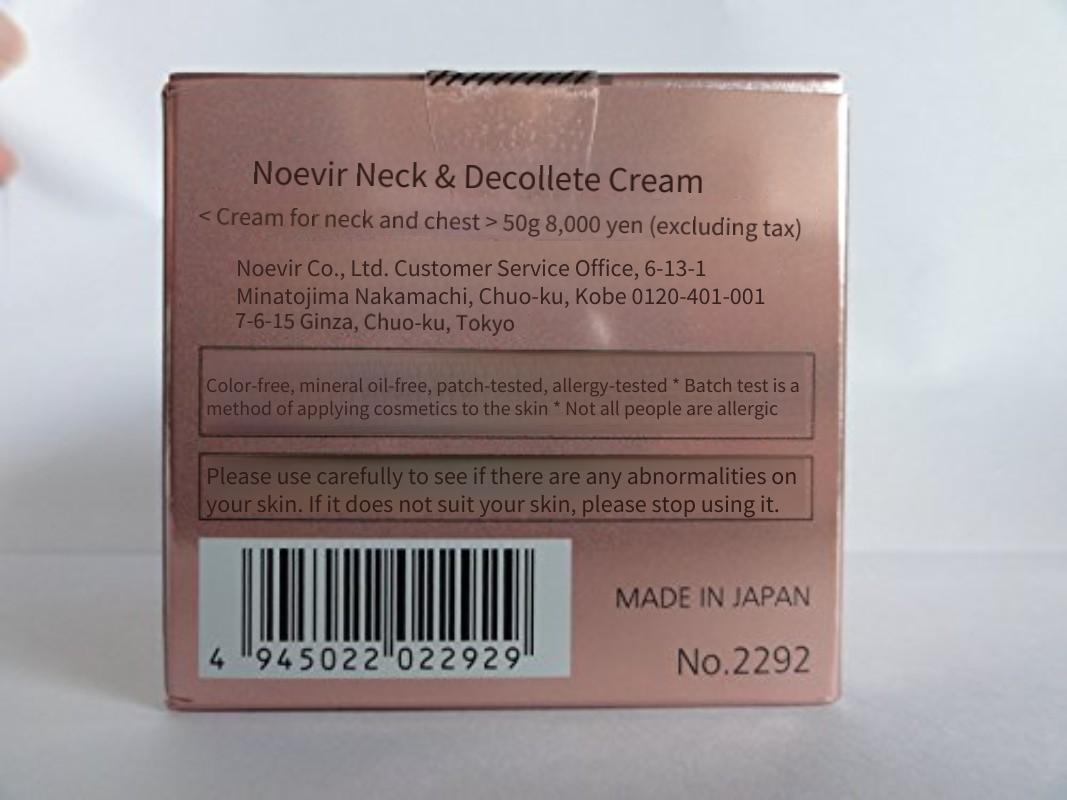 Noevir Neck & Decollete Cream
< Cream for neck and chest > 50g 8,000 yen (excluding tax)
Noevir Co., Ltd. Customer Service Office, 6-13-1
Minatojima Nakamachi, Chuo-ku, Kobe 0120-401-001
7-6-15 Ginza, Chuo-ku, Tokyo
Color-free, mineral oil-free, patch-tested, allergy-tested * Batch test is a
method of applying cosmetics to the skin * Not all people are allergic
Please use carefully to see if there are any abnormalities on
your skin. If it does not suit your skin, please stop using it.
MADE IN JAPAN
No.2292
4 945022 022929